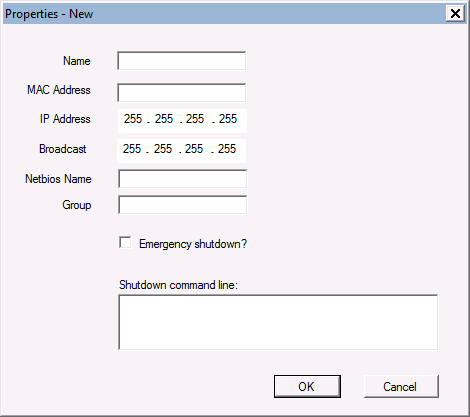 Properties - New
Name
MAC Address
IP Address 255 . 255 . 255 . 255
Broadcast 255 . 255 . 255 . 255
Netbios Name
Group
Emergency shutdown?
Shutdown command line:
OK Cancel